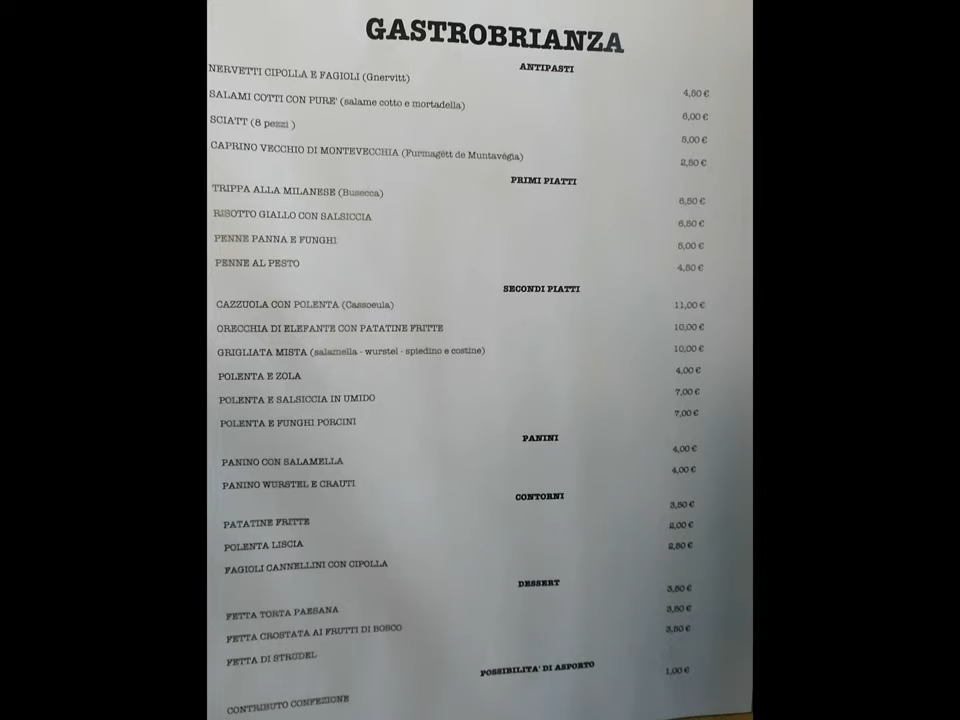 GASTROBRIANZA
ANTIPASTI
NERVETTI CIPOLLA E FAGIOLI (Gnervitt) 4,50 €
SALAMI COTTI CON PURE' (salame cotto e mortadella) 6,00 €
SCIATT (8 pezzi ) 5,00 €
CAPRINO VECCHIO DI MONTEVECCHIA (Furmagètt de Muntavégia) 2,50 €
PRIMI PIATTI
TRIPPA ALLA MILANESE (Busecca) 6,50 €
RISOTTO GIALLO CON SALSICCIA 6,50 €
PENNE PANNA E FUNGHI 5,00 €
PENNE AL PESTO 4,50 €
SECONDI PIATTI
CAZZUOLA CON POLENTA (Cassoeula) 11,00 €
ORECCHIA DI ELEFANTE CON PATATINE FRITTE 10,00 €
GRIGLIATA MISTA (salamella - wurstel - spiedino e costine) 10,00 €
POLENTA E ZOLA 4,00 €
POLENTA E SALSICCIA IN UMIDO 7,00 €
POLENTA E FUNGHI PORCINI 7,00 €
PANINI
PANINO CON SALAMELLA 4,00 €
PANINO WURSTEL E CRAUTI 4,00 €
CONTORNI
PATATINE FRITTE 3,50 €
POLENTA LISCIA 2,00 €
FAGIOLI CANNELLINI CON CIPOLLA 2,50 €
DESSERT
FETTA TORTA PAESANA 3,50 €
FETTA CROSTATA AI FRUTTI DI BOSCO 3,50 €
FETTA DI STRUDEL 3,50 €
POSSIBILITA' DI ASPORTO
CONTRIBUTO CONFEZIONE 1,00 €